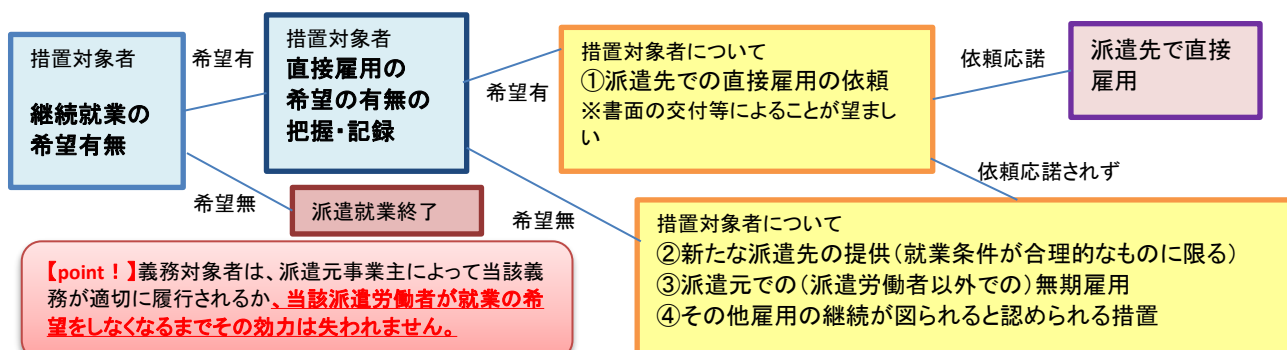 措置対象者
継続就業の
希望有無
希望有
措置対象者
直接雇用の
希望の有無の
把握・記録
希望有
措置対象者について
①派遣先での直接雇用の依頼
※書面の交付等によることが望まし
い
依頼応諾
派遣先で直接
雇用
依頼応諾されず
希望無
派遣就業終了
希望無
措置対象者について
②新たな派遣先の提供(就業条件が合理的なものに限る)
③派遣元での(派遣労働者以外での)無期雇用
④その他雇用の継続が図られると認められる措置
【point！】義務対象者は、派遣元事業主によって当該義
務が適切に履行されるか、当該派遣労働者が就業の希
望をしなくなるまでその効力は失われません。